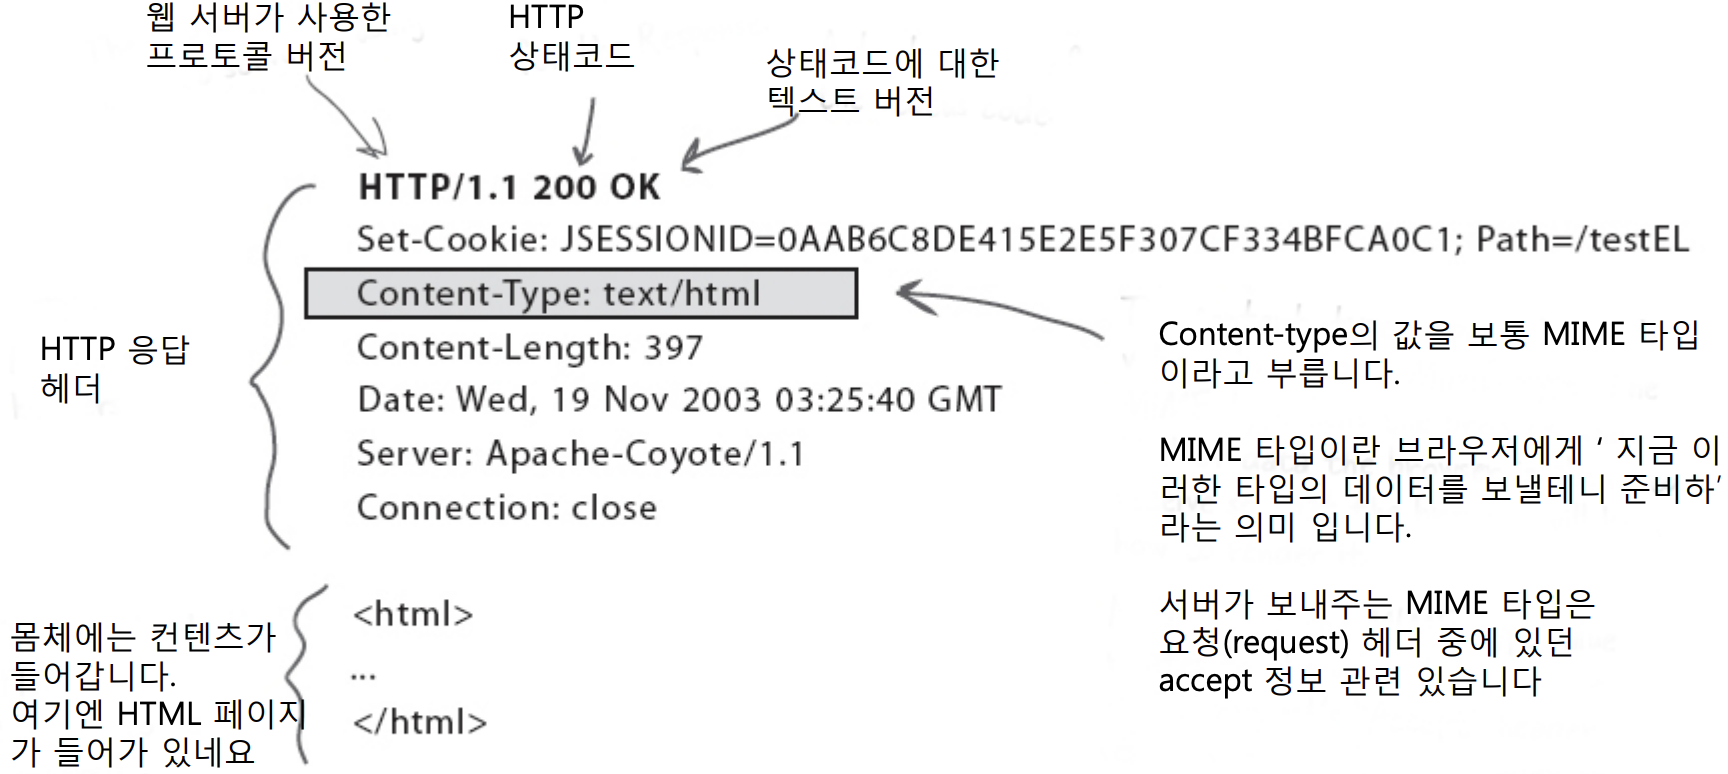 웹 서버가 사용한
프로토콜 버전
HTTP
상태코드
상태코드에 대한
텍스트 버전
HTTP/1.1 200 OK
Set-Cookie: JSESSIONID=0AAB6C8DE415E2E5F307CF334BFCA0C1; Path=/testEL
Content-Type: text/html
Content-Length: 397
Date: Wed, 19 Nov 2003 03:25:40 GMT
Server: Apache-Coyote/1.1
Connection: close
HTTP 응답
헤더
Content-type의 값을 보통 MIME 타입
이라고 부릅니다.
MIME 타입이란 브라우저에게 ‘ 지금 이
러한 타입의 데이터를 보낼테니 준비하’
라는 의미 입니다.
서버가 보내주는 MIME 타입은
요청(request) 헤더 중에 있던
accept 정보 관련 있습니다
몸체에는 컨텐츠가
들어갑니다.
여기엔 HTML 페이지
가 들어가 있네요
<html>
...
</html>